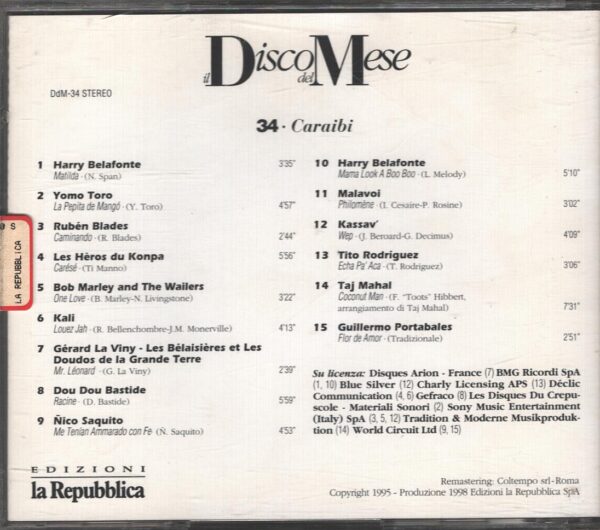 il Disco del Mese
DdM-34 STEREO
34 · Caraibi
1 Harry Belafonte 3'35"
Matilda · (N. Span)
2 Yomo Toro
La Pepita de Mangó · (Y. Toro) 4'57"
3 Rubén Blades
Caminando · (R. Blades) 2'44"
4 Les Hèros du Konpa 5'56"
Carésé · (Ti Manno)
5 Bob Marley and The Wailers
One Love · (B. Marley-N. Livingstone) 3'22"
6 Kali
Louez Jah · (R. Bellenchombre-J.M. Monerville) 4'13"
7 Gérard La Viny - Les Bèlaisières et Les
Doudos de la Grande Terre
Mr. Léonard · (G. La Viny) 2'39"
8 Dou Dou Bastide
Racine · (D. Bastide) 5'59"
9 Ñico Saquito
Me Tenían Ammarado con Fe (Ñ. Saquito) 4'53"
10 Harry Belafonte
Mama Look A Boo Boo · (L. Melody) 5'10"
11 Malavoi
Philomène · (I. Cesaire-P. Rosine) 3'02"
12 Kassav'
Wep · (J. Beroard-G. Decimus) 4'09"
13 Tito Rodriguez
Echa Pa' Aca · (T. Rodriguez) 3'06"
14 Taj Mahal
Coconut Man · (F. "Toots" Hibbert,
arrangiamento di Taj Mahal) 7'31"
15 Guillermo Portabales
Flor de Amor · (Tradizionale) 2'51"
Su licenza: Disques Arion - France (7) BMG Ricordi SpA
(1, 10) Blue Silver (12) Charly Licensing APS (13) Déclic
Communication (4, 6) Gefraco (8) Les Disques Du Crepu-
scole - Materiali Sonori (2) Sony Music Entertainment
(Italy) SpA (3, 5, 12) Tradition & Moderne Musikproduk-
tion (14) World Circuit Ltd (9, 15)
EDIZIONI
la Repubblica
Remastering: Coltempo srl-Roma
Copyright 1995 - Produzione 1998 Edizioni la Repubblica SpA
LA REPUBBLICA